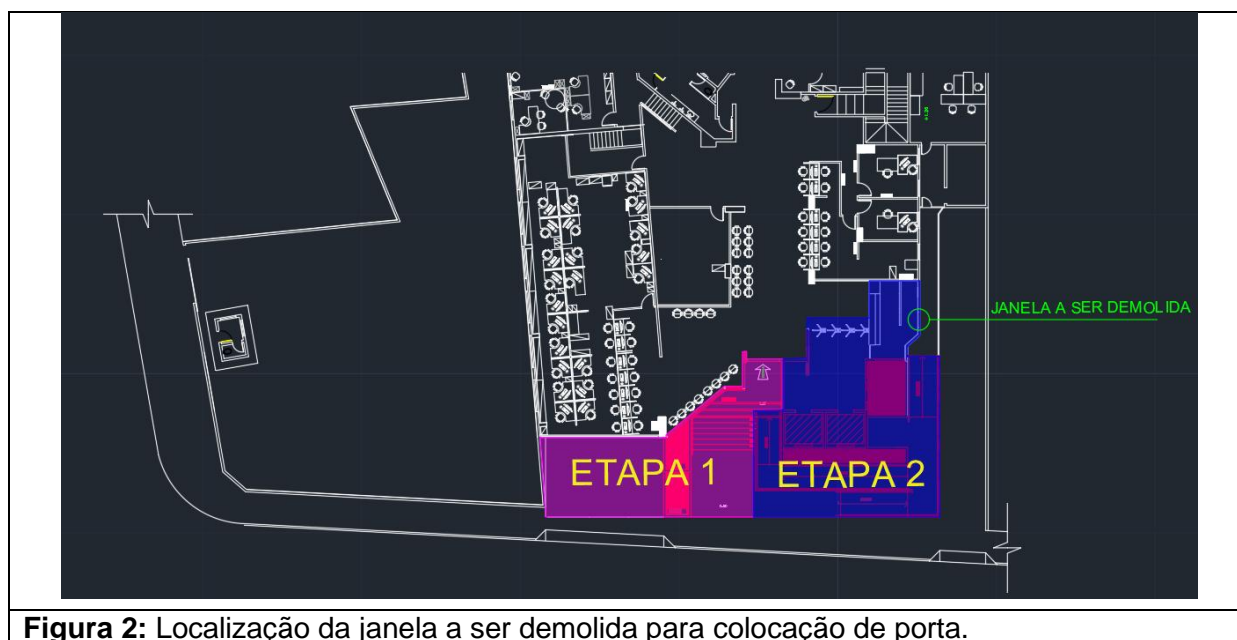 JANELA A SER DEMOLIDA
ETAPA 1
ETAPA 2
Figura 2: Localização da janela a ser demolida para colocação de porta.